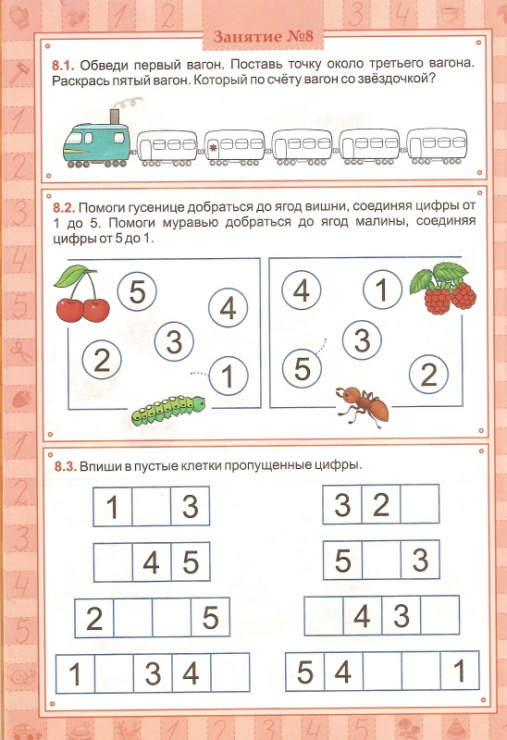 Занятие №8
8.1. Обведи первый вагон. Поставь точку около третьего вагона.
Раскрась пятый вагон. Который по счёту вагон со звёздочкой?
8.2. Помоги гусенице добраться до ягод вишни, соединяя цифры от
1 до 5. Помоги муравью добраться до ягод малины, соединяя
цифры от 5 до 1.
5 4 3 2 1
4 1 3 5 2
8.3. Впиши в пустые клетки пропущенные цифры.
1 3
3 2
4 5
5 3
2 5
4 3
1 3 4
5 4 1